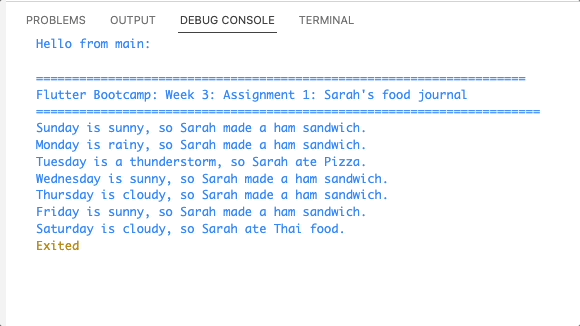 PROBLEMS OUTPUT DEBUG CONSOLE TERMINAL
Hello from main:
====================================================================
Flutter Bootcamp: Week 3: Assignment 1: Sarah's food journal
======================================================================
Sunday is sunny, so Sarah made a ham sandwich.
Monday is rainy, so Sarah made a ham sandwich.
Tuesday is a thunderstorm, so Sarah ate Pizza.
Wednesday is sunny, so Sarah made a ham sandwich.
Thursday is cloudy, so Sarah made a ham sandwich.
Friday is sunny, so Sarah made a ham sandwich.
Saturday is cloudy, so Sarah ate Thai food.
Exited